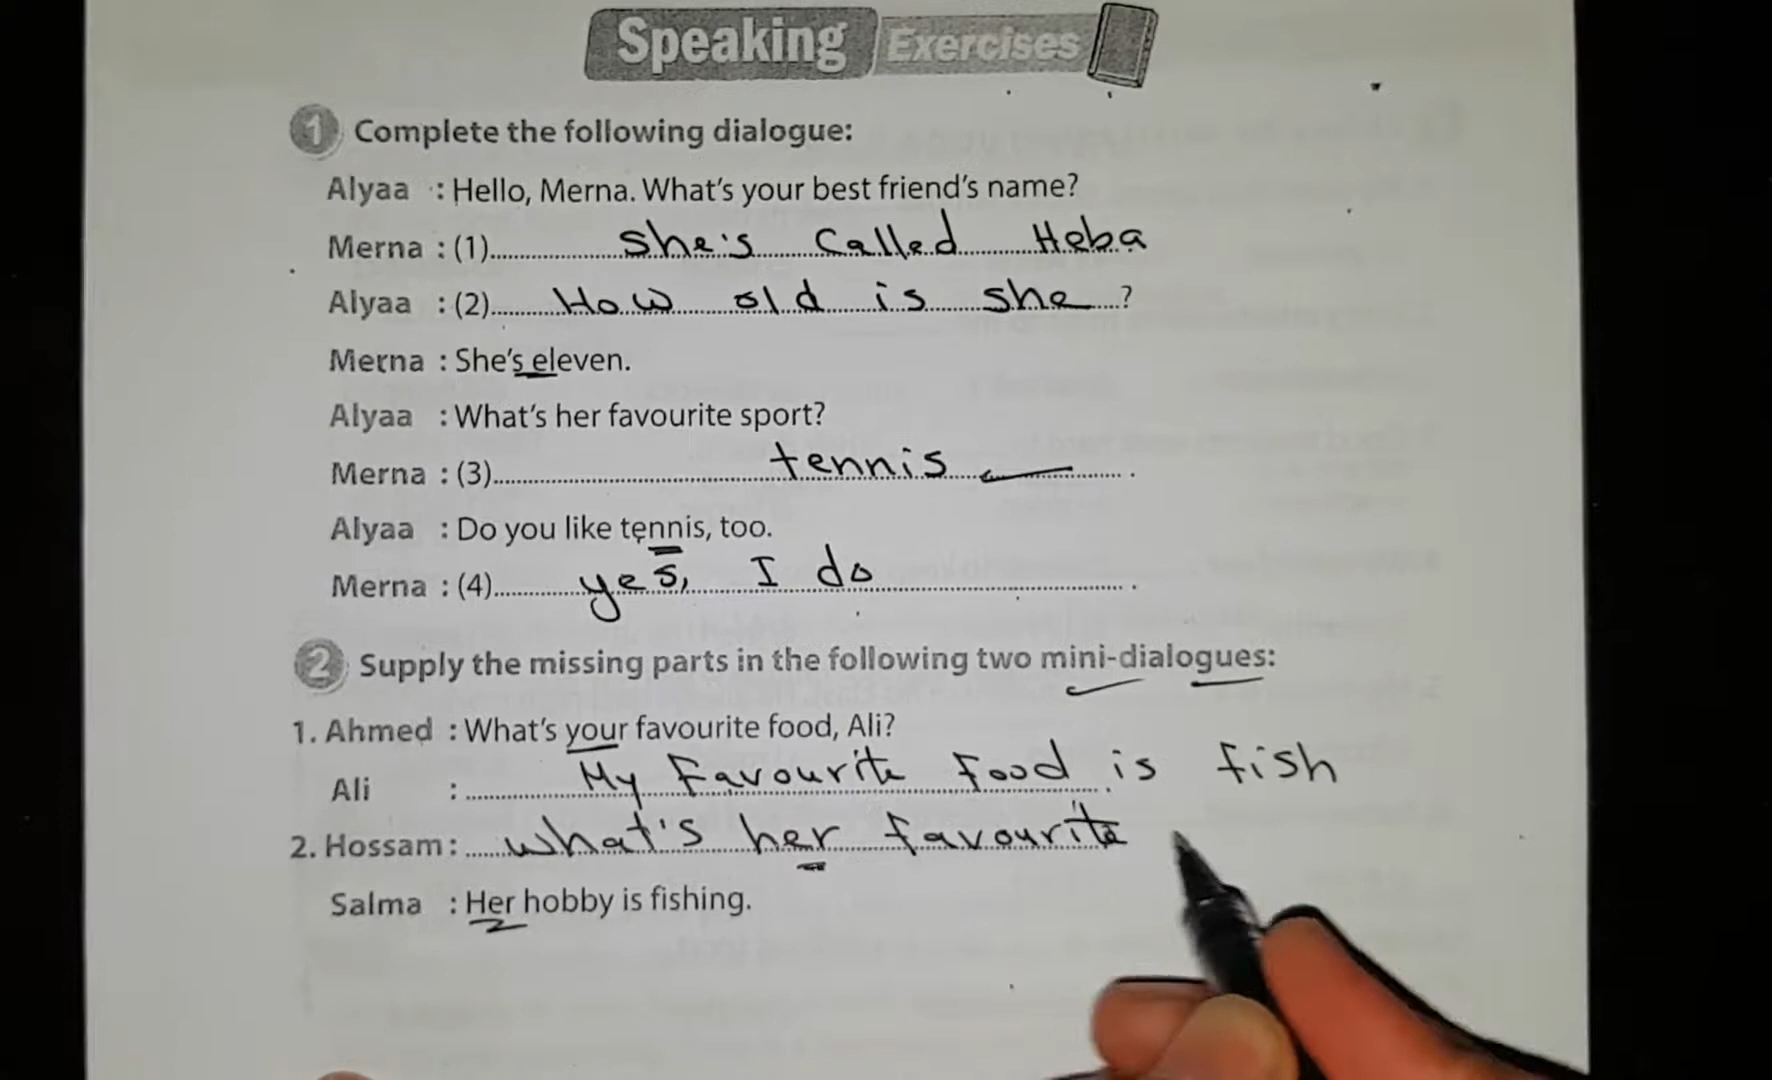 Speaking Exercises
1 Complete the following dialogue:
Alyaa : Hello, Merna. What's your best friend's name?
Merna : (1) She's Called Heba
Alyaa : (2) How old is she ?
Merna : She's eleven.
Alyaa : What's her favourite sport?
Merna : (3) tennis .
Alyaa : Do you like tennis, too.
Merna : (4) yes, I do .
2 Supply the missing parts in the following two mini-dialogues:
1. Ahmed : What's your favourite food, Ali?
Ali : My Favourite Food is fish
2. Hossam : What's her favourite
Salma : Her hobby is fishing.